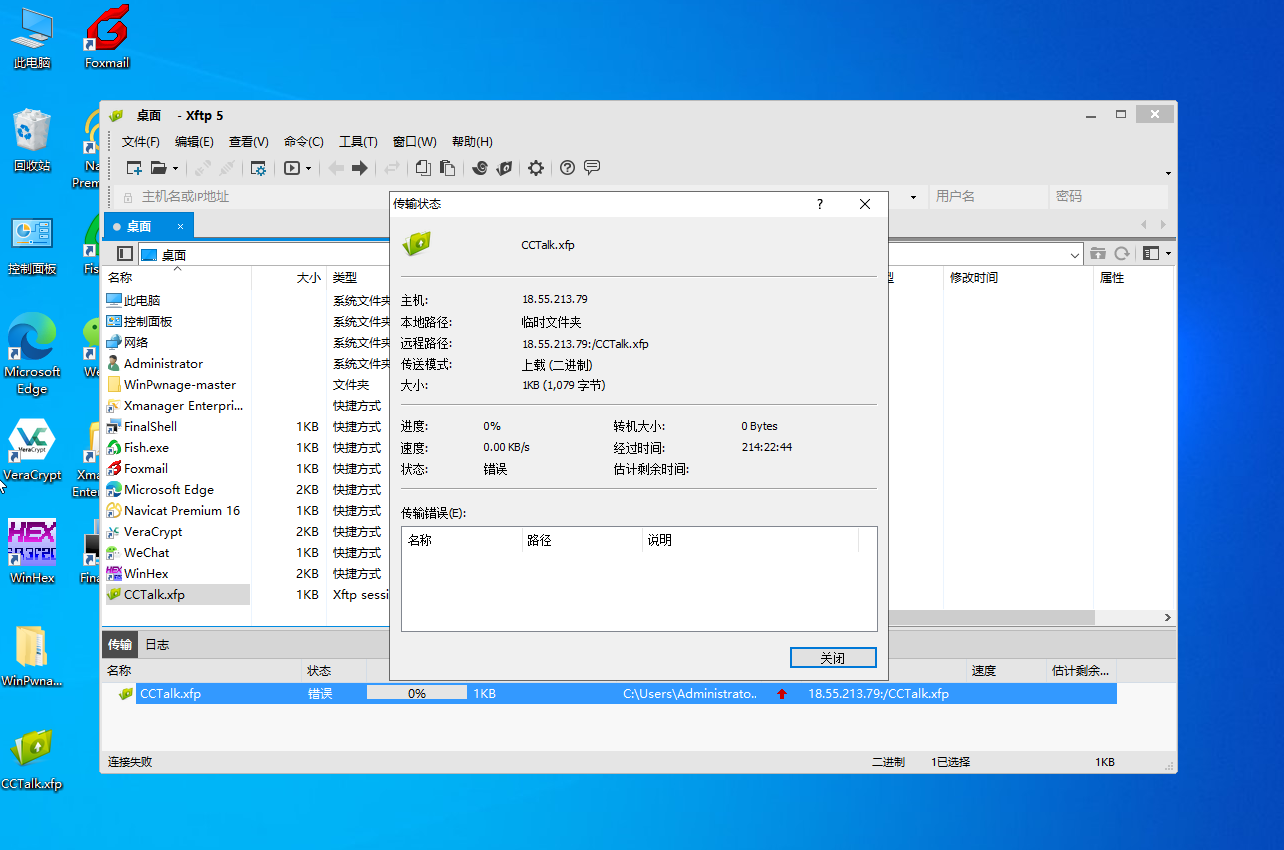 此电脑
Foxmail
回收站
Na
Prem
控制面板
Fis
Microsoft
Edge
We
VeraCrypt
VeraCrypt
Xma
Enter
HEX
WinHex
Fina
WinPwna...
CCTalk.xfp
桌面 - Xftp 5
文件(F) 编辑(E) 查看(V) 命令(C) 工具(T) 窗口(W) 帮助(H)
主机名或IP地址 用户名 密码
桌面
桌面
名称 大小 类型
此电脑 系统文件夹
控制面板 系统文件夹
网络 系统文件夹
Administrator 系统文件夹
WinPwnage-master 文件夹
Xmanager Enterpri... 快捷方式
FinalShell 1KB 快捷方式
Fish.exe 1KB 快捷方式
Foxmail 1KB 快捷方式
Microsoft Edge 2KB 快捷方式
Navicat Premium 16 1KB 快捷方式
VeraCrypt 2KB 快捷方式
WeChat 1KB 快捷方式
WinHex 2KB 快捷方式
CCTalk.xfp 1KB Xftp sessi
型 修改时间 属性
传输状态 ?
CCTalk.xfp
主机: 18.55.213.79
本地路径: 临时文件夹
远程路径: 18.55.213.79:/CCTalk.xfp
传送模式: 上载 (二进制)
大小: 1KB (1,079 字节)
进度: 0% 转机大小: 0 Bytes
速度: 0.00 KB/s 经过时间: 214:22:44
状态: 错误 估计剩余时间:
传输错误(E):
名称 路径 说明
关闭
传输 日志
名称 状态 速度 估计剩余...
CCTalk.xfp 错误 0% 1KB C:\Users\Administrato.. 18.55.213.79:/CCTalk.xfp
连接失败 二进制 1已选择 1KB